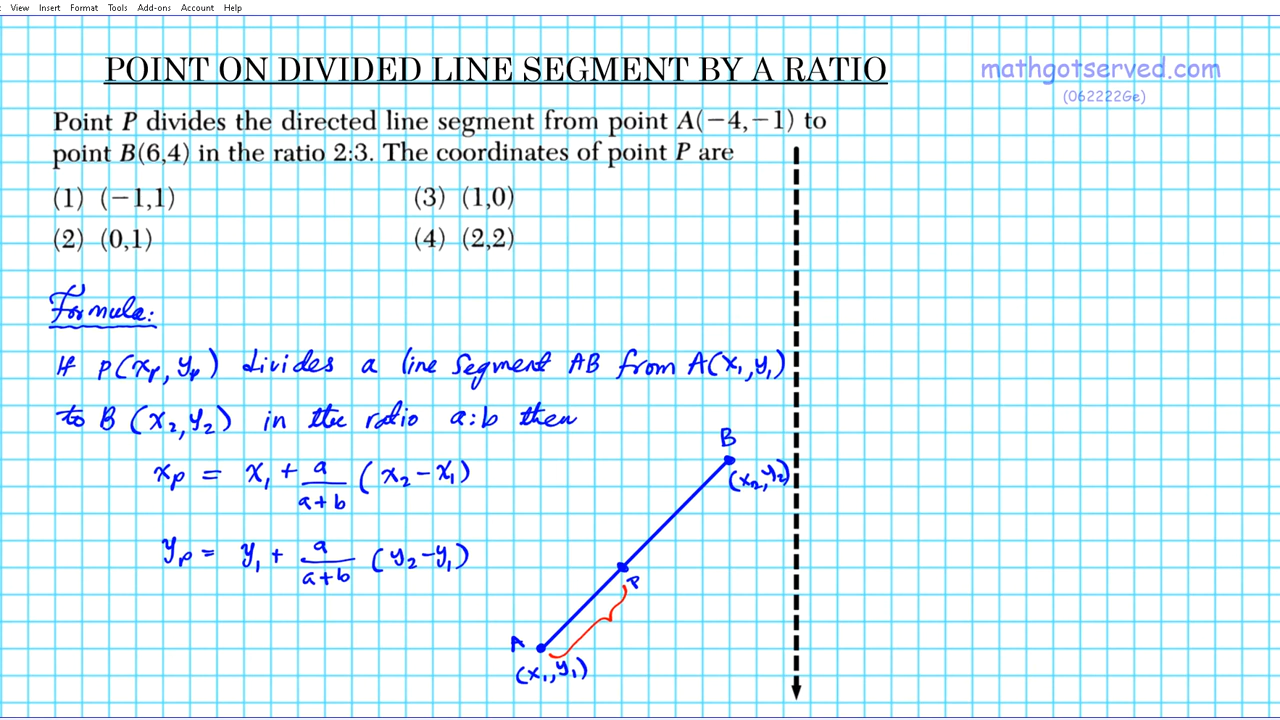 View Insert Format Tools Add-ons Account Help
POINT ON DIVIDED LINE SEGMENT BY A RATIO
mathgotserved.com
(062222Ge)
Point P divides the directed line segment from point A(−4,−1) to
point B(6,4) in the ratio 2:3. The coordinates of point P are
(1) (−1,1) (3) (1,0)
(2) (0,1) (4) (2,2)
Formula:
If P(xₚ, yₚ) divides a line segment AB from A(x₁, y₁)
to B (x₂, y₂) in the ratio a:b then
xₚ = x₁ + a/(a+b) (x₂ − x₁)
yₚ = y₁ + a/(a+b) (y₂ − y₁)
B
(x₂, y₂)
P
A
(x₁, y₁)